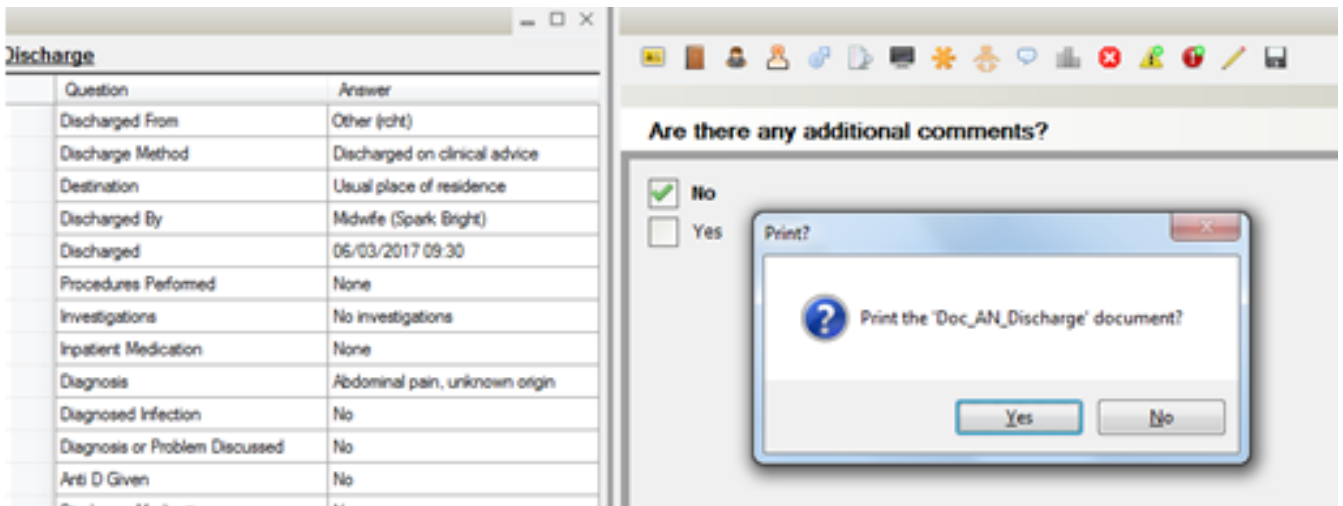 Discharge
Question Answer
Discharged From Other (rcht)
Discharge Method Discharged on clinical advice
Destination Usual place of residence
Discharged By Midwife (Spark Bright)
Discharged 06/03/2017 09:30
Procedures Performed None
Investigations No investigations
Inpatient Medication None
Diagnosis Abdominal pain, unknown origin
Diagnosed Infection No
Diagnosis or Problem Discussed No
Anti D Given No
Are there any additional comments?
No
Yes
Print?
Print the 'Doc_AN_Discharge' document?
Yes No